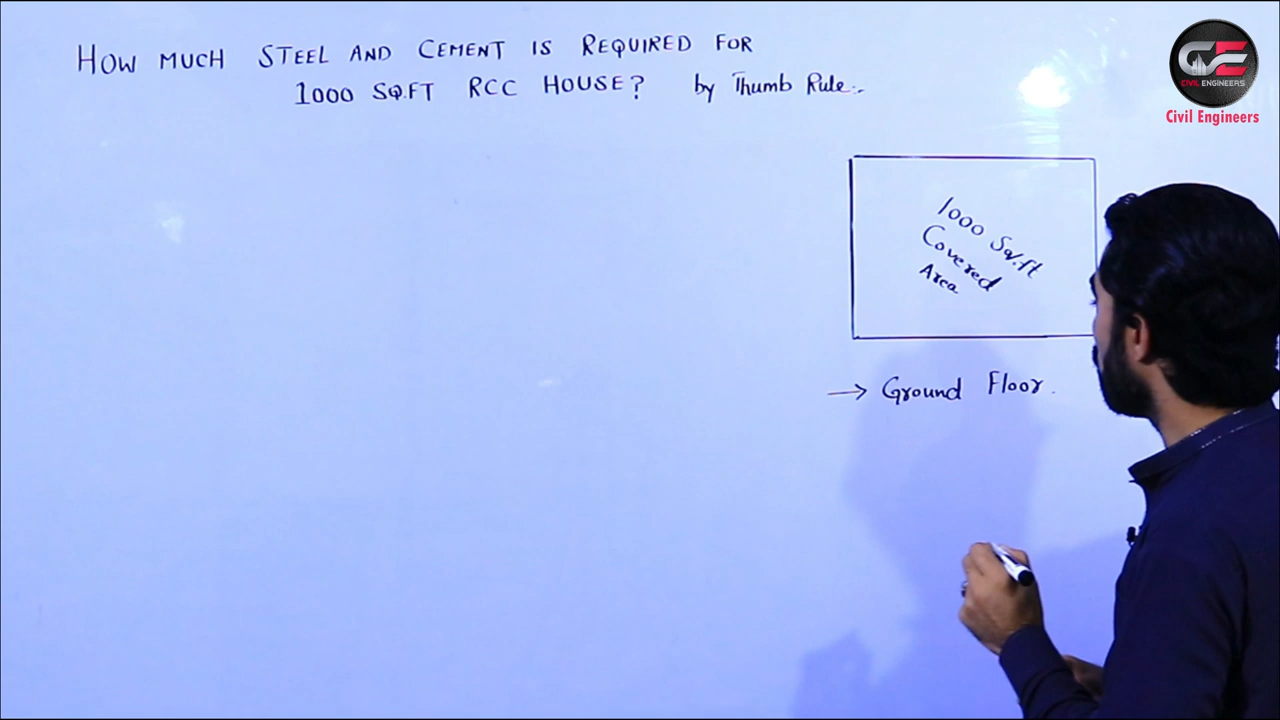 HOW MUCH STEEL AND CEMENT IS REQUIRED FOR
1000 SQ.FT RCC HOUSE? by Thumb Rule:-
CE
CIVIL ENGINEERS
Civil Engineers
1000 Sq.ft
Covered
Area
→ Ground Floor.